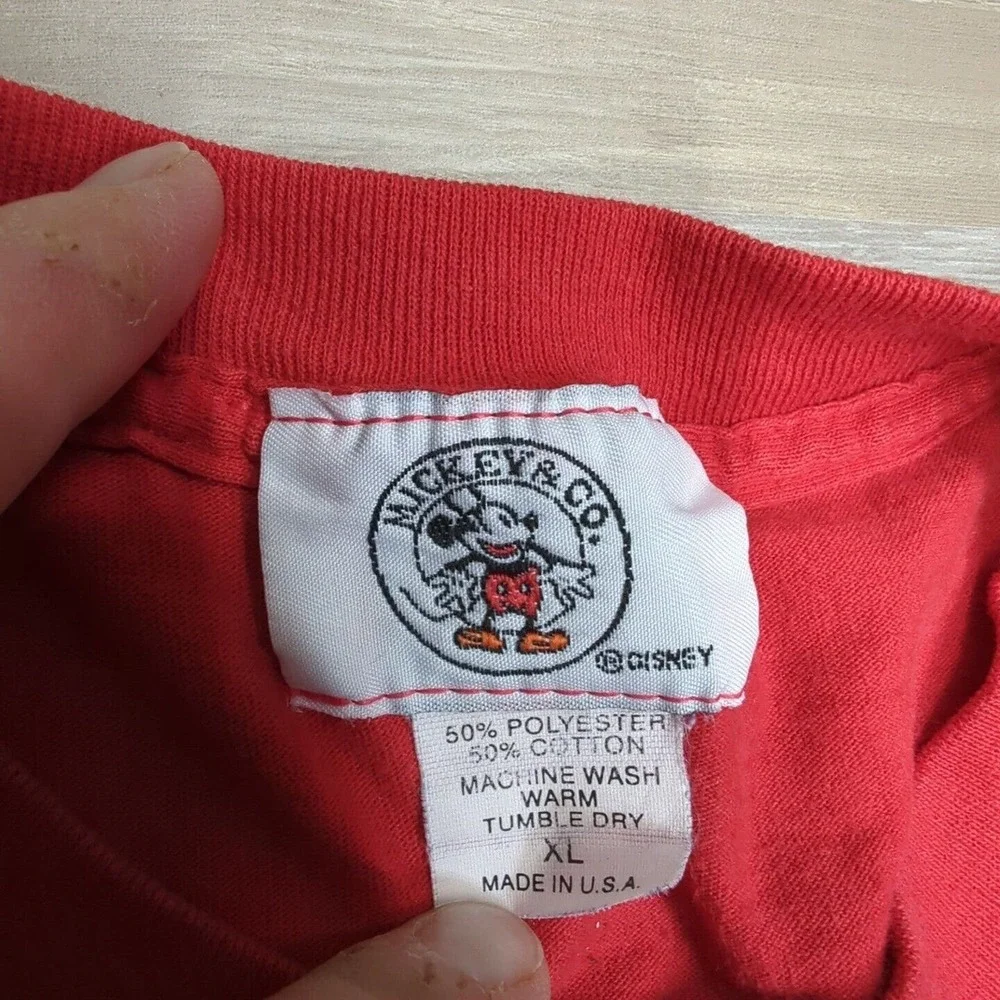 MICKEY & CO.
© DISNEY
50% POLYESTER
50% COTTON
MACHINE WASH
WARM
TUMBLE DRY
XL
MADE IN U.S.A.